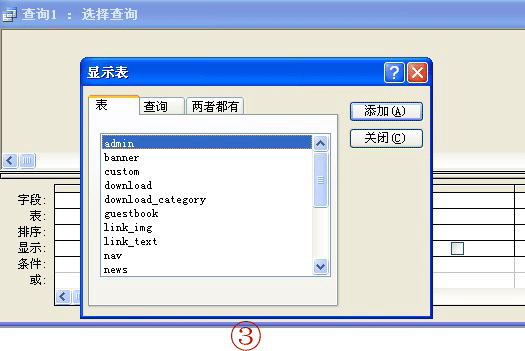 查询1 : 选择查询
显示表
表 查询 两者都有
添加(A)
关闭(C)
admin
banner
custom
download
download_category
guestbook
link_img
link_text
nav
news
字段:
表:
排序:
显示:
条件:
或:
③